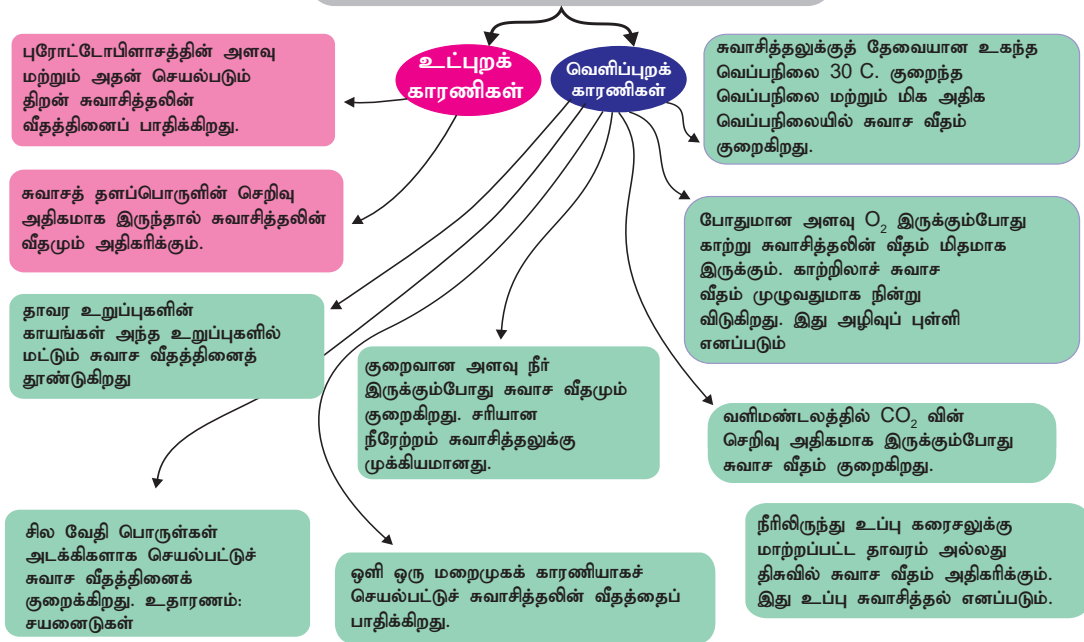 உட்புறக்
காரணிகள்
வெளிப்புறக்
காரணிகள்
புரோட்டோபிளாசத்தின் அளவு
மற்றும் அதன் செயல்படும்
திறன் சுவாசித்தலின்
வீதத்தினைப் பாதிக்கிறது.
சுவாசத் தளப்பொருளின் செறிவு
அதிகமாக இருந்தால் சுவாசித்தலின்
வீதமும் அதிகரிக்கும்.
சுவாசித்தலுக்குத் தேவையான உகந்த
வெப்பநிலை 30 C. குறைந்த
வெப்பநிலை மற்றும் மிக அதிக
வெப்பநிலையில் சுவாச வீதம்
குறைகிறது.
போதுமான அளவு O₂ இருக்கும்போது
காற்று சுவாசித்தலின் வீதம் மிதமாக
இருக்கும். காற்றிலாச் சுவாச
வீதம் முழுவதுமாக நின்று
விடுகிறது. இது அழிவுப் புள்ளி
எனப்படும்
தாவர உறுப்புகளின்
காயங்கள் அந்த உறுப்புகளில்
மட்டும் சுவாச வீதத்தினைத்
தூண்டுகிறது
குறைவான அளவு நீர்
இருக்கும்போது சுவாச வீதமும்
குறைகிறது. சரியான
நீரேற்றம் சுவாசித்தலுக்கு
முக்கியமானது.
வளிமண்டலத்தில் CO₂ வின்
செறிவு அதிகமாக இருக்கும்போது
சுவாச வீதம் குறைகிறது.
சில வேதி பொருள்கள்
அடக்கிகளாக செயல்பட்டுச்
சுவாச வீதத்தினைக்
குறைக்கிறது. உதாரணம்:
சயனைடுகள்
ஒளி ஒரு மறைமுகக் காரணியாகச்
செயல்பட்டுச் சுவாசித்தலின் வீதத்தைப்
பாதிக்கிறது.
நீரிலிருந்து உப்பு கரைசலுக்கு
மாற்றப்பட்ட தாவரம் அல்லது
திசுவில் சுவாச வீதம் அதிகரிக்கும்.
இது உப்பு சுவாசித்தல் எனப்படும்.